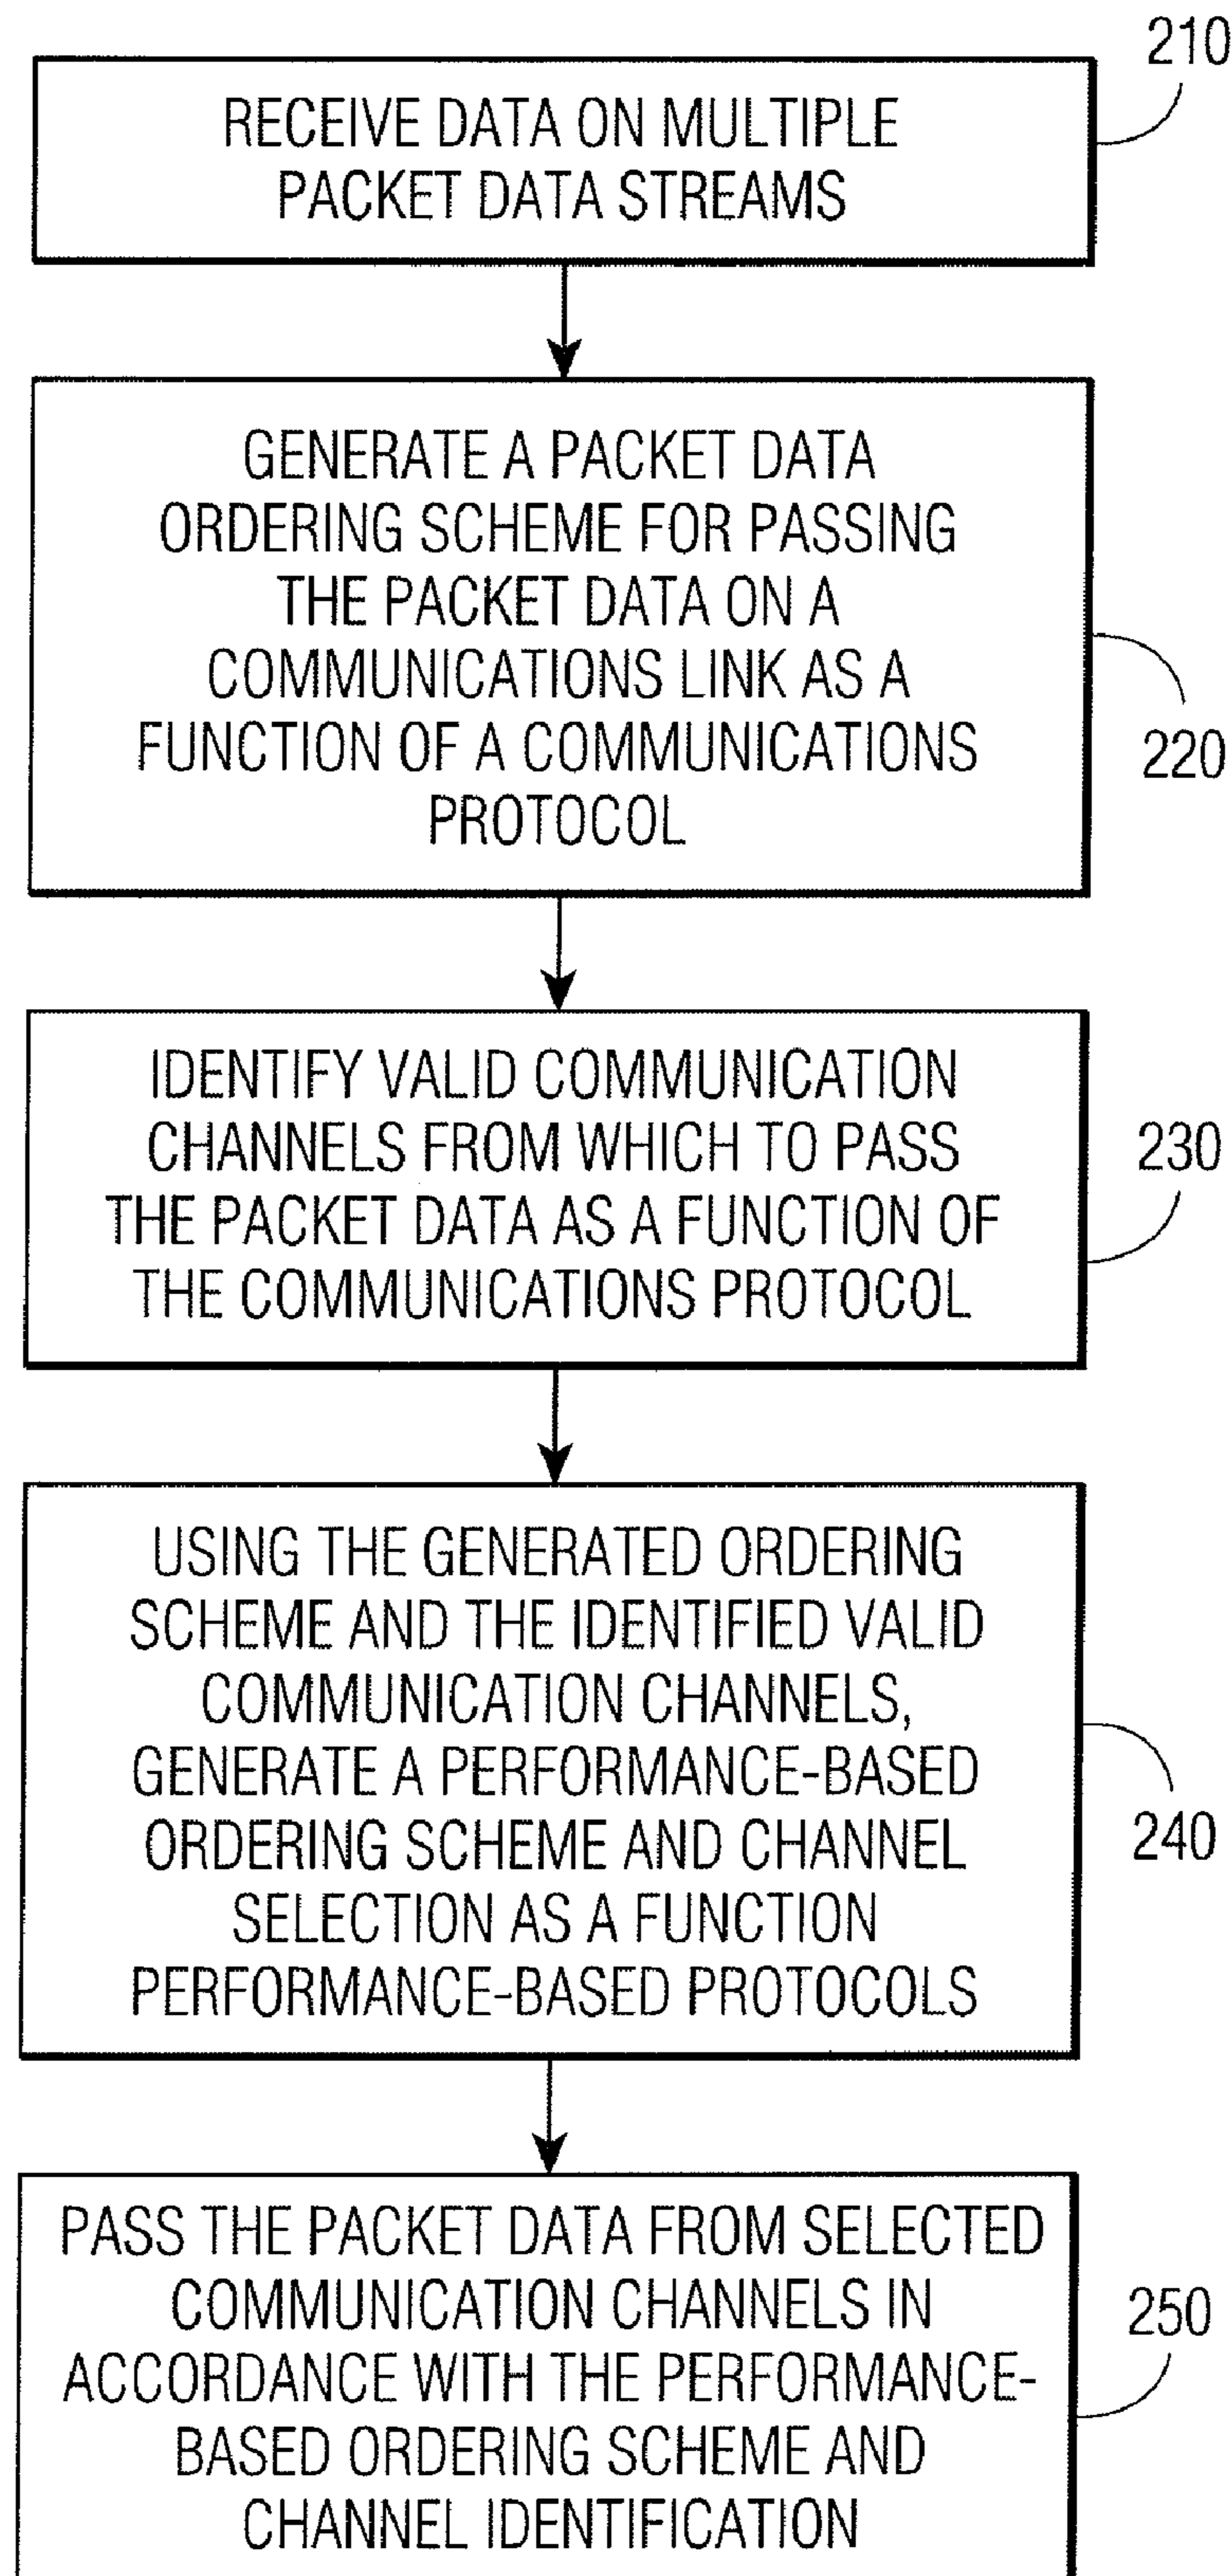 210
RECEIVE DATA ON MULTIPLE
PACKET DATA STREAMS
GENERATE A PACKET DATA
ORDERING SCHEME FOR PASSING
THE PACKET DATA ON A
COMMUNICATIONS LINK AS A
FUNCTION OF A COMMUNICATIONS
PROTOCOL
220
IDENTIFY VALID COMMUNICATION
CHANNELS FROM WHICH TO PASS
THE PACKET DATA AS A FUNCTION OF
THE COMMUNICATIONS PROTOCOL
230
USING THE GENERATED ORDERING
SCHEME AND THE IDENTIFIED VALID
COMMUNICATION CHANNELS,
GENERATE A PERFORMANCE-BASED
ORDERING SCHEME AND CHANNEL
SELECTION AS A FUNCTION
PERFORMANCE-BASED PROTOCOLS
240
PASS THE PACKET DATA FROM SELECTED
COMMUNICATION CHANNELS IN
ACCORDANCE WITH THE PERFORMANCE-
BASED ORDERING SCHEME AND
CHANNEL IDENTIFICATION
250